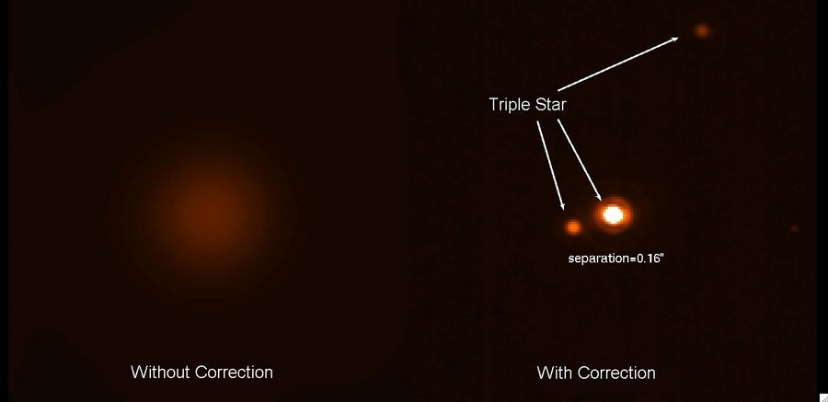 Triple Star
separation=0.16"
Without Correction
With Correction